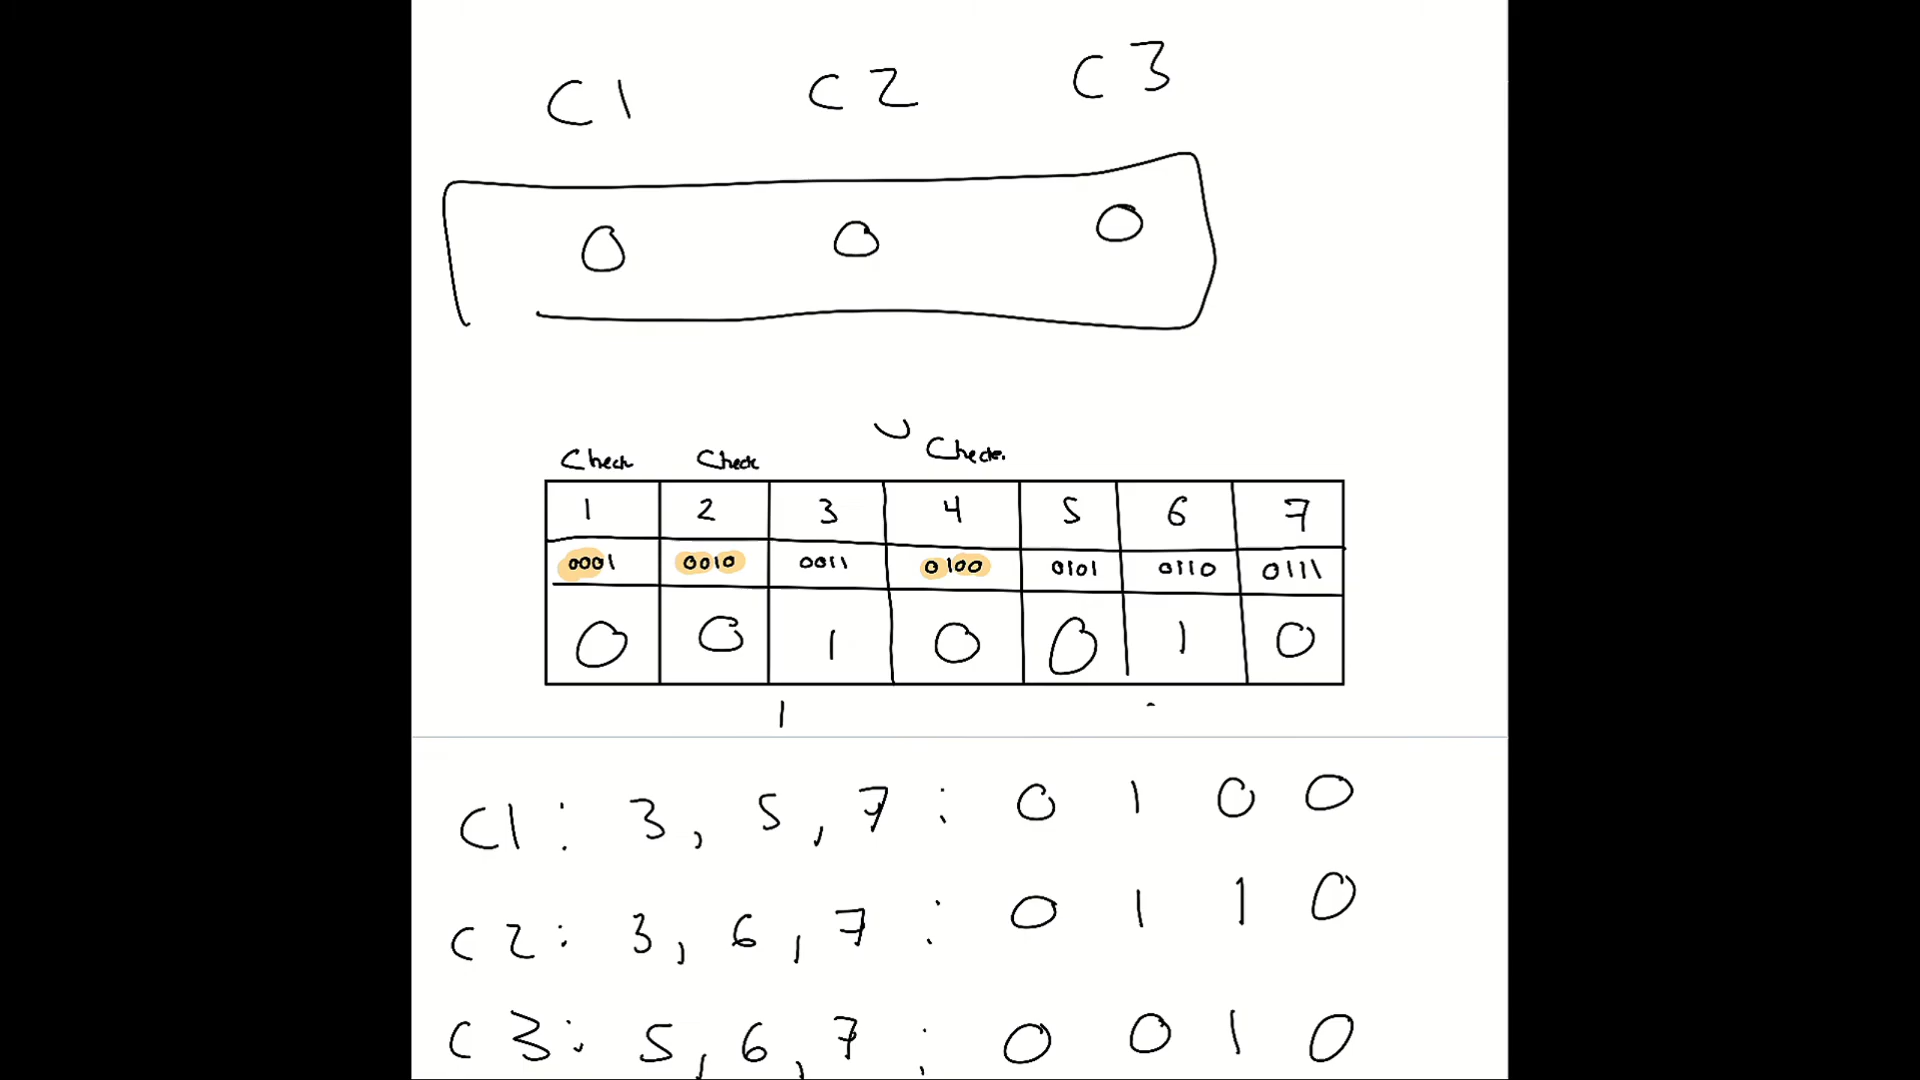 C1 C2 C3
0 0 0
Check Check Check.
1 2 3 4 5 6 7
0001 0010 0011 0100 0101 0110 0111
0 0 1 0 0 1 0
1
C1: 3, 5, 7: 0 1 0 0
C2: 3, 6, 7: 0 1 1 0
C3: 5, 6, 7: 0 0 1 0